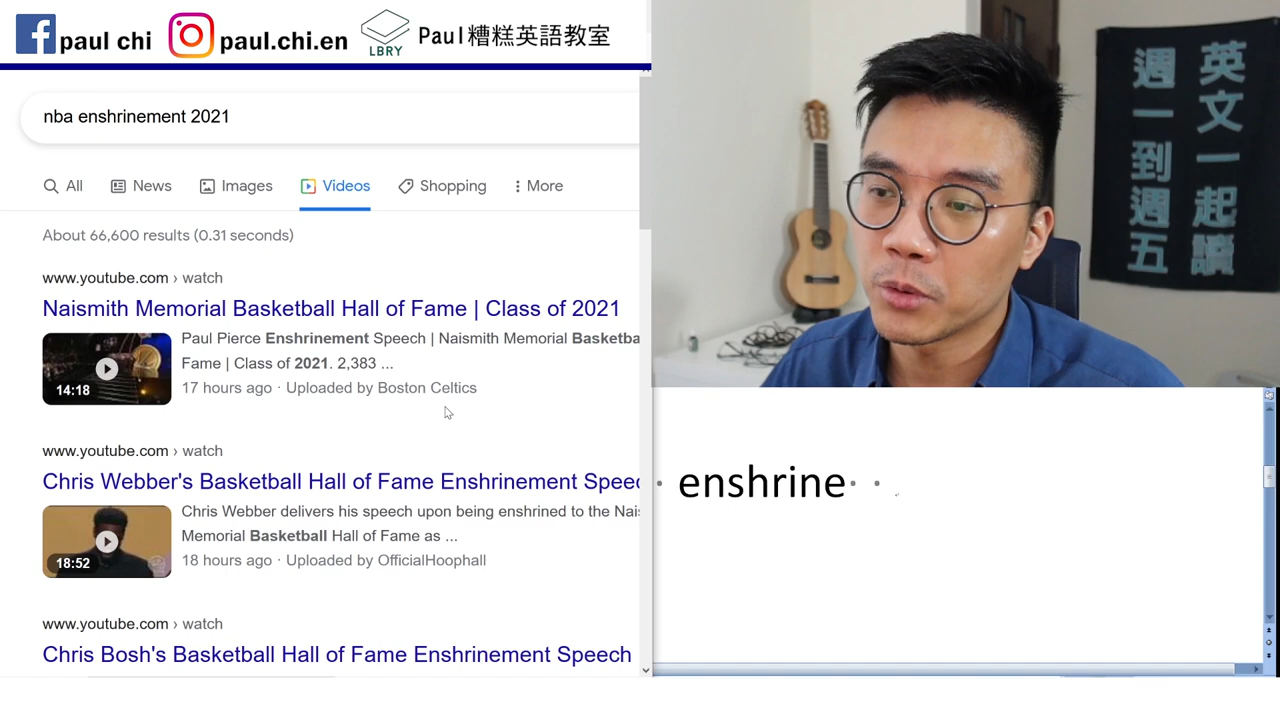 paul chi
paul.chi.en
LBRY
Paul糟糕英語教室
nba enshrinement 2021
All
News
Images
Videos
Shopping
More
About 66,600 results (0.31 seconds)
www.youtube.com › watch
Naismith Memorial Basketball Hall of Fame | Class of 2021
14:18
Paul Pierce Enshrinement Speech | Naismith Memorial Basketba
Fame | Class of 2021. 2,383 ...
17 hours ago · Uploaded by Boston Celtics
www.youtube.com › watch
Chris Webber's Basketball Hall of Fame Enshrinement Speec
18:52
Chris Webber delivers his speech upon being enshrined to the Nai
Memorial Basketball Hall of Fame as ...
18 hours ago · Uploaded by OfficialHoophall
www.youtube.com › watch
Chris Bosh's Basketball Hall of Fame Enshrinement Speech
英文一起讀
週一到週五
enshrine